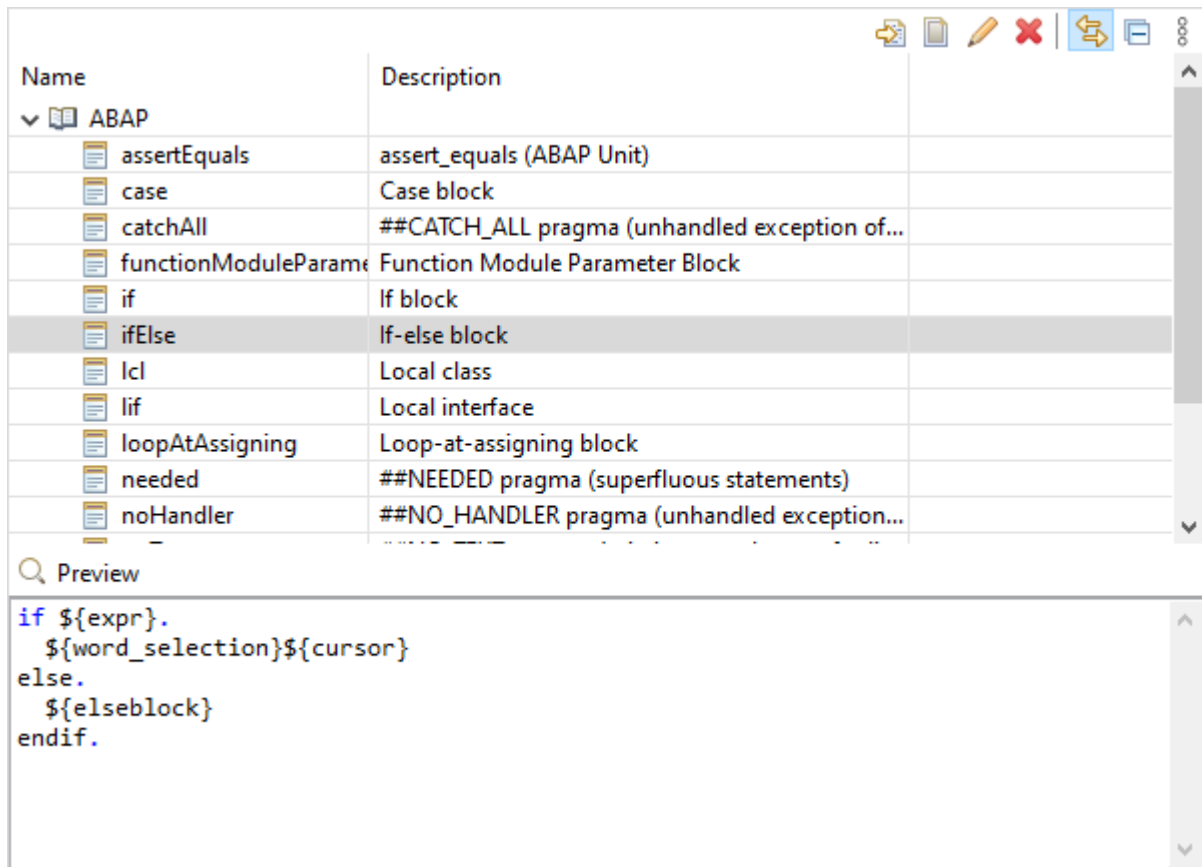 Name Description
ABAP
assertEquals assert_equals (ABAP Unit)
case Case block
catchAll ##CATCH_ALL pragma (unhandled exception of...
functionModuleParame Function Module Parameter Block
if If block
ifElse If-else block
lcl Local class
lif Local interface
loopAtAssigning Loop-at-assigning block
needed ##NEEDED pragma (superfluous statements)
noHandler ##NO_HANDLER pragma (unhandled exception...
Preview
if ${expr}.
  ${word_selection}${cursor}
else.
  ${elseblock}
endif.